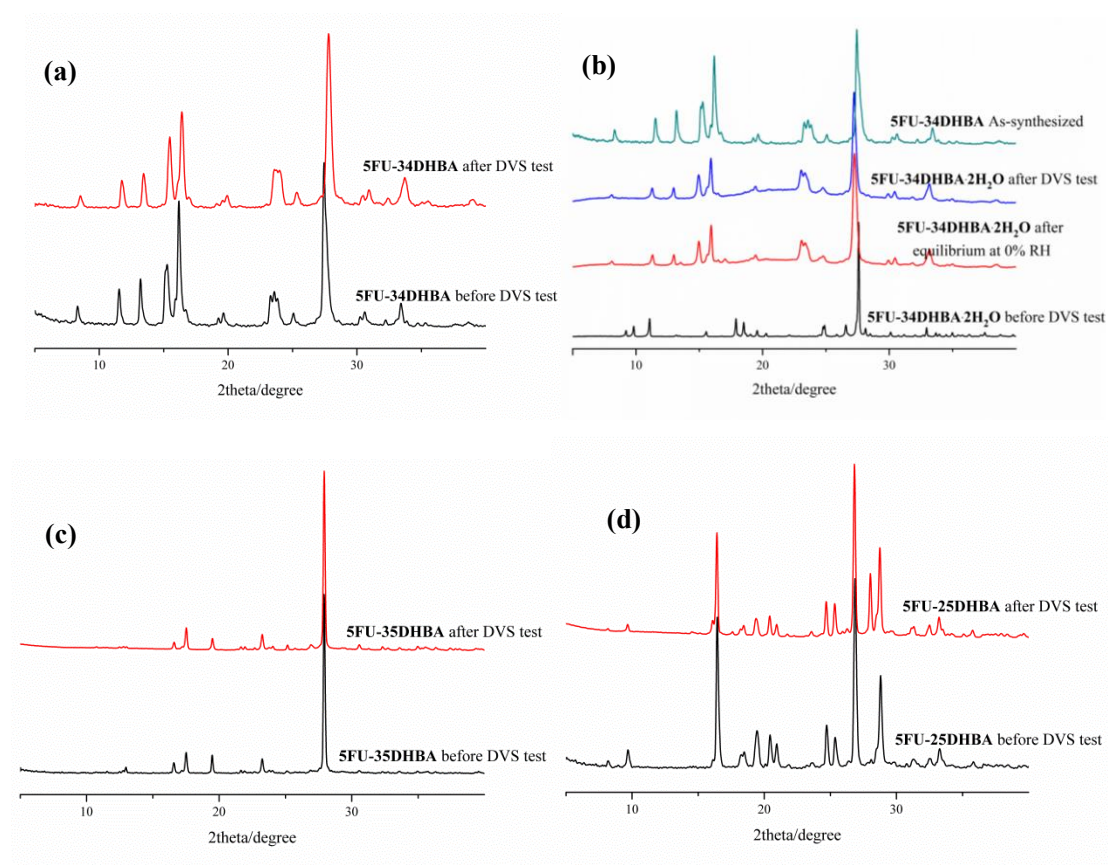 (a)
5FU-34DHBA after DVS test
5FU-34DHBA before DVS test
10
20
30
2theta/degree
(b)
5FU-34DHBA As-synthesized
5FU-34DHBA·2H₂O after DVS test
5FU-34DHBA·2H₂O after
equilibrium at 0% RH
5FU-34DHBA·2H₂O before DVS test
10
20
30
2theta/degree
(c)
5FU-35DHBA after DVS test
5FU-35DHBA before DVS test
10
20
30
2theta/degree
(d)
5FU-25DHBA after DVS test
5FU-25DHBA before DVS test
10
20
30
2theta/degree